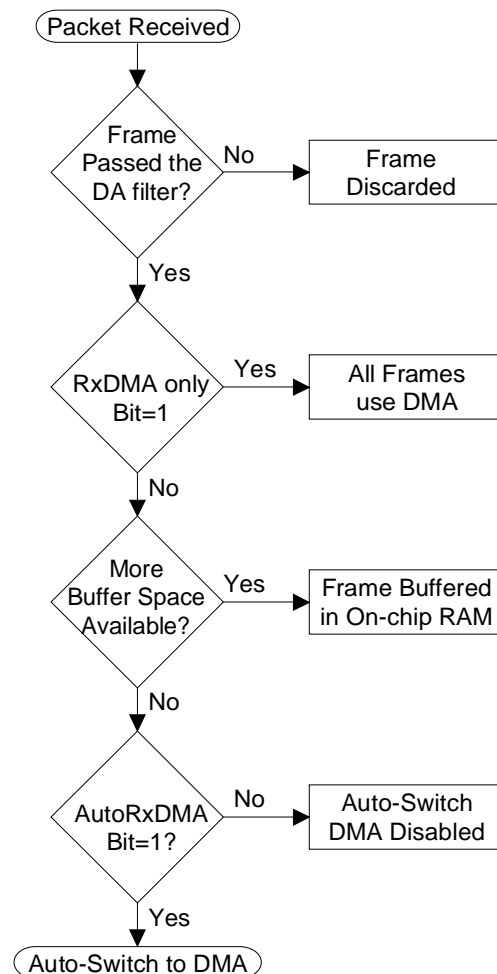 Packet Received
Frame
Passed the
DA filter?
No
Frame
Discarded
Yes
RxDMA only
Bit=1
Yes
All Frames
use DMA
No
More
Buffer Space
Available?
Yes
Frame Buffered
in On-chip RAM
No
AutoRxDMA
Bit=1?
No
Auto-Switch
DMA Disabled
Yes
Auto-Switch to DMA